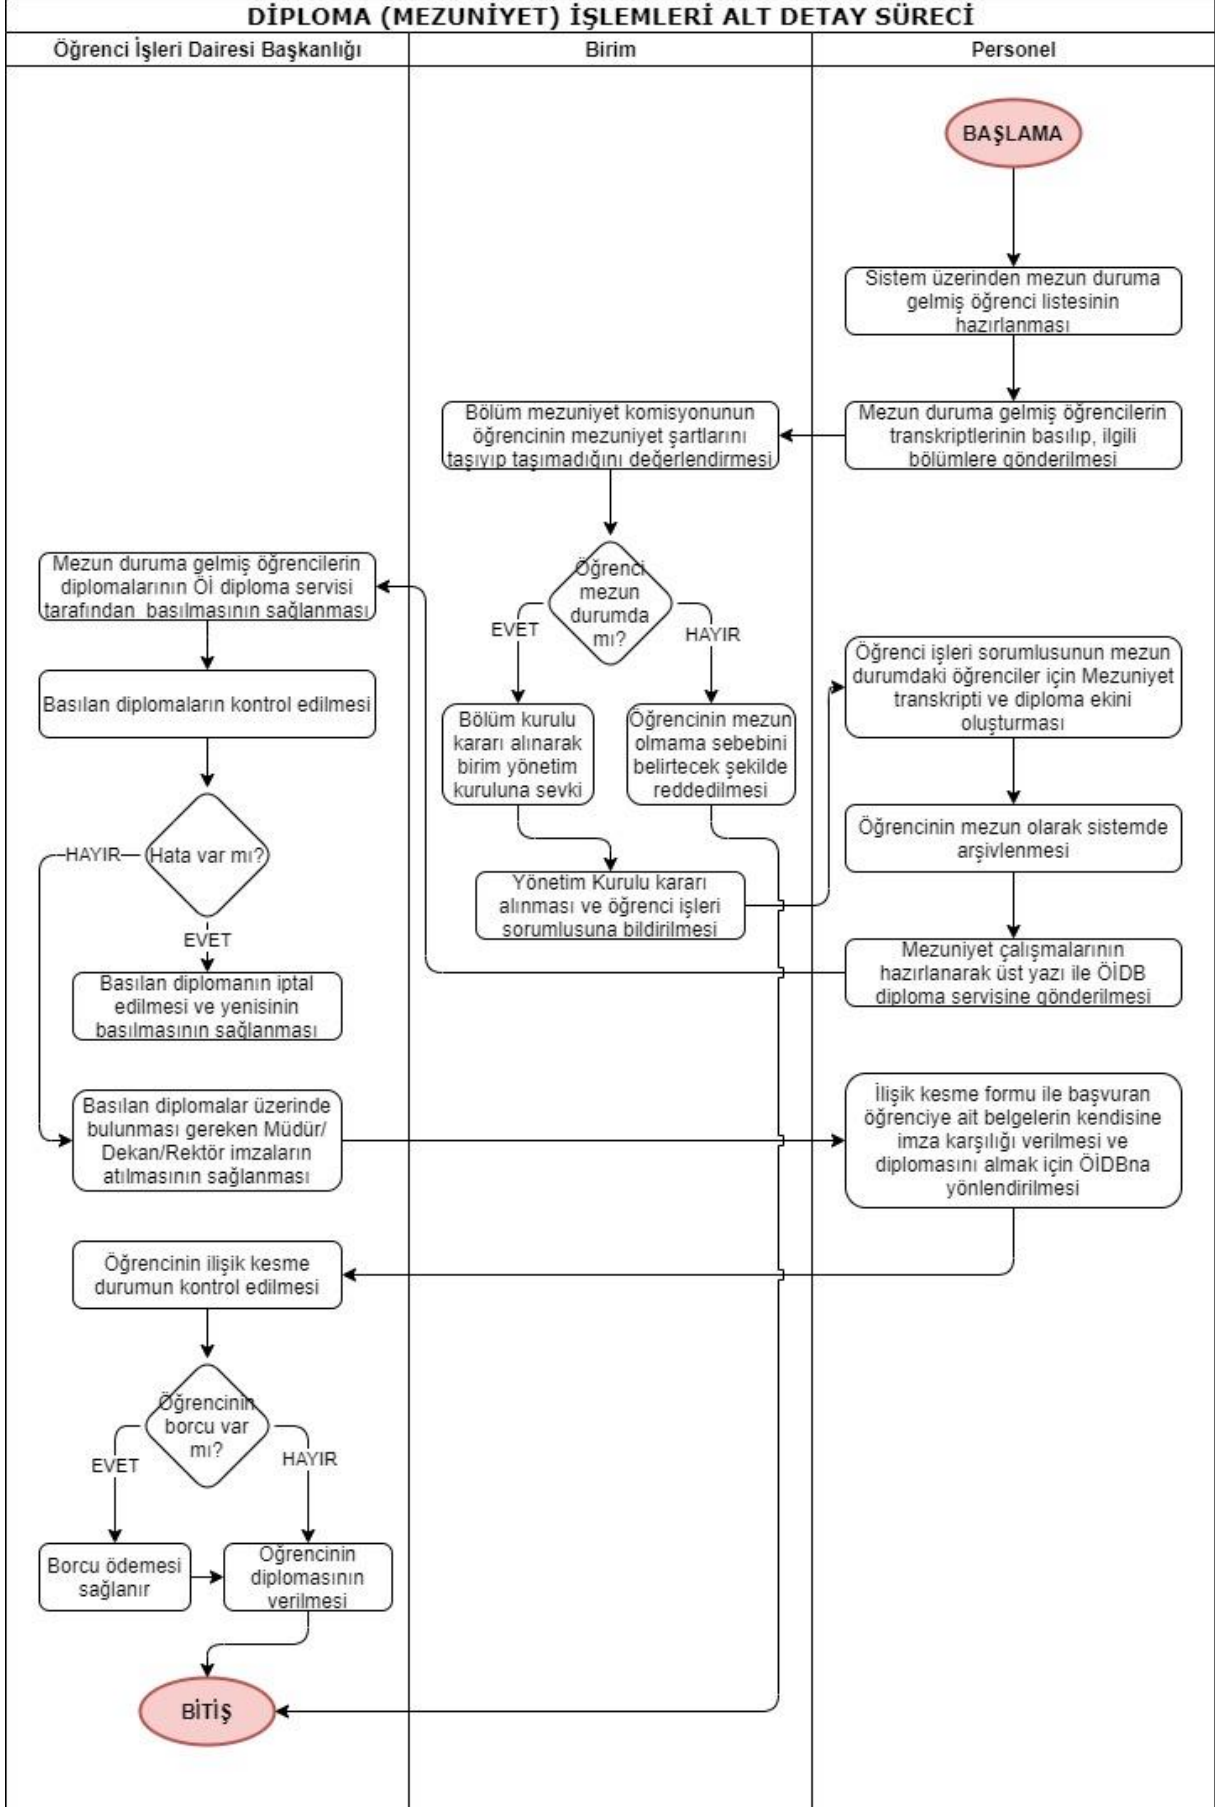 DİPLOMA (MEZUNİYET) İŞLEMLERİ ALT DETAY SÜRECİ
Öğrenci İşleri Dairesi Başkanlığı
Birim
Personel
BAŞLAMA
Sistem üzerinden mezun duruma
gelmiş öğrenci listesinin
hazırlanması
Mezun duruma gelmiş öğrencilerin
transkriptlerinin basılıp, ilgili
bölümlere gönderilmesi
Bölüm mezuniyet komisyonunun
öğrencinin mezuniyet şartlarını
taşıyıp taşımadığını değerlendirmesi
Öğrenci
mezun
durumda
mı?
EVET
HAYIR
Bölüm kurulu
kararı alınarak
birim yönetim
kuruluna sevki
Öğrencinin mezun
olmama sebebini
belirtecek şekilde
reddedilmesi
Yönetim Kurulu kararı
alınması ve öğrenci işleri
sorumlusuna bildirilmesi
Öğrenci işleri sorumlusunun mezun
durumdaki öğrenciler için Mezuniyet
transkripti ve diploma ekini
oluşturması
Öğrencinin mezun olarak sistemde
arşivlenmesi
Mezuniyet çalışmalarının
hazırlanarak üst yazı ile ÖİDB
diploma servisine gönderilmesi
Mezun duruma gelmiş öğrencilerin
diplomalarının Öİ diploma servisi
tarafından basılmasının sağlanması
Basılan diplomaların kontrol edilmesi
Hata var mı?
HAYIR
EVET
Basılan diplomanın iptal
edilmesi ve yenisinin
basılmasının sağlanması
Basılan diplomalar üzerinde
bulunması gereken Müdür/
Dekan/Rektör imzaların
atılmasının sağlanması
İlişik kesme formu ile başvuran
öğrenciye ait belgelerin kendisine
imza karşılığı verilmesi ve
diplomasını almak için ÖİDBna
yönlendirilmesi
Öğrencinin ilişik kesme
durumun kontrol edilmesi
Öğrencinin
borcu var
mı?
EVET
HAYIR
Borcu ödemesi
sağlanır
Öğrencinin
diplomasının
verilmesi
BİTİŞ